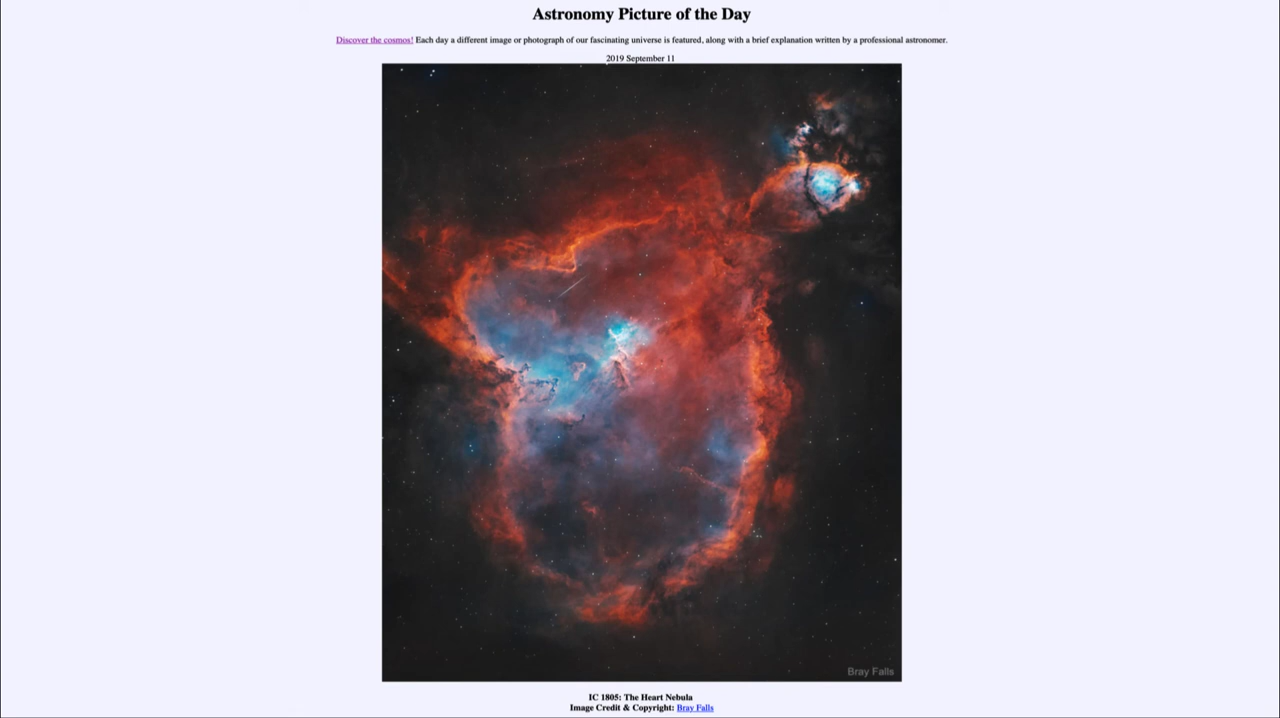 Astronomy Picture of the Day
Discover the cosmos! Each day a different image or photograph of our fascinating universe is featured, along with a brief explanation written by a professional astronomer.
2019 September 11
Bray Falls
IC 1805: The Heart Nebula
Image Credit & Copyright: Bray Falls